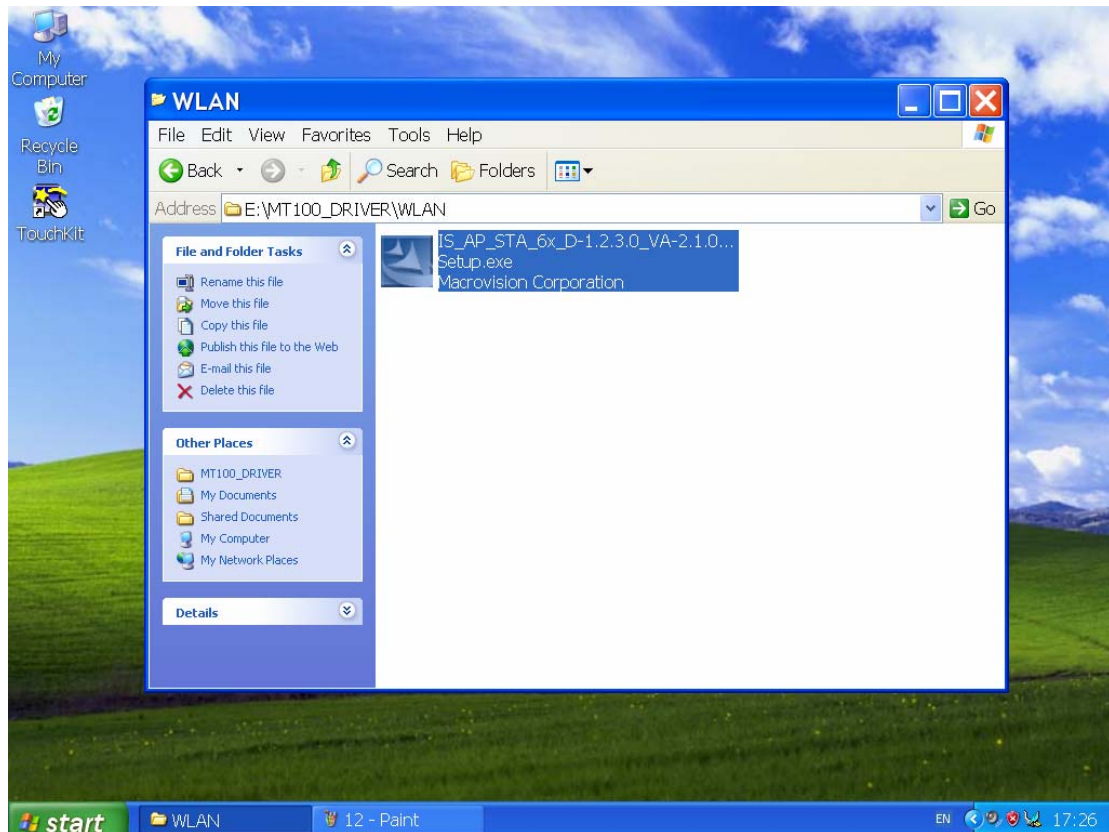 My
Computer
Recycle
Bin
TouchKit
WLAN
File Edit View Favorites Tools Help
Back Search Folders
Address E:\MT100_DRIVER\WLAN Go
File and Folder Tasks
Rename this file
Move this file
Copy this file
Publish this file to the Web
E-mail this file
Delete this file
Other Places
MT100_DRIVER
My Documents
Shared Documents
My Computer
My Network Places
Details
IS_AP_STA_6x_D-1.2.3.0_VA-2.1.0...
Setup.exe
Macrovision Corporation
start WLAN 12 - Paint EN 17:26